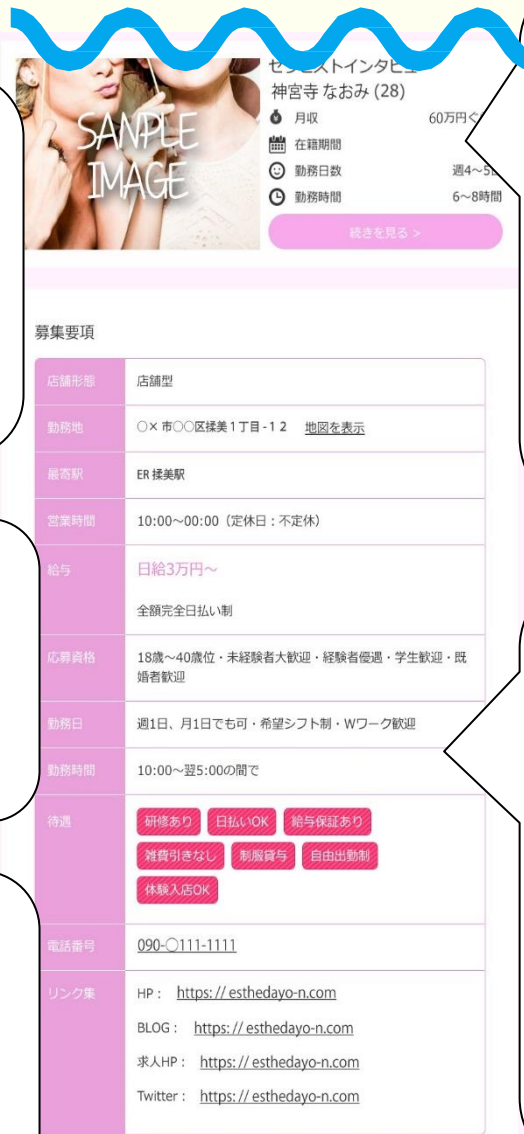 SANPLE
IMAGE
セラピストインタビュー
神宮寺 なおみ (28)
月収 60万円ぐ
在籍期間
勤務日数 週4～5
勤務時間 6～8時間
続きを見る >
募集要項
店舗形態 店舗型
勤務地 ○× 市○○区揉美１丁目-１２ 地図を表示
最寄駅 ER 揉美駅
営業時間 10:00～00:00（定休日：不定休）
給与 日給3万円～
全額完全日払い制
応募資格 18歳～40歳位・未経験者大歓迎・経験者優遇・学生歓迎・既
婚者歓迎
勤務日 週1日、月1日でも可・希望シフト制・Wワーク歓迎
勤務時間 10:00～翌5:00の間で
待遇 研修あり 日払いOK 給与保証あり
雑費引きなし 制服貸与 自由出勤制
体験入店OK
電話番号 090-○111-1111
リンク集 HP： https:// esthedayo-n.com
BLOG： https:// esthedayo-n.com
求人HP： https:// esthedayo-n.com
Twitter： https:// esthedayo-n.com